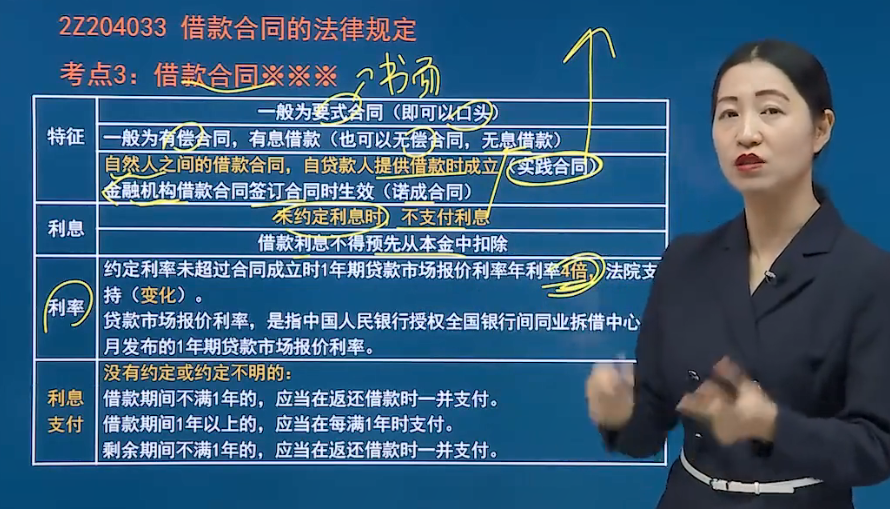 2Z204033 借款合同的法律规定
考点3：借款合同※※※
书面
特征
一般为要式合同（即可以口头）
一般为有偿合同，有息借款（也可以无偿合同，无息借款）
自然人之间的借款合同，自贷款人提供借款时成立（实践合同）
金融机构借款合同签订合同时生效（诺成合同）
利息
未约定利息时，不支付利息
借款利息不得预先从本金中扣除
利率
约定利率未超过合同成立时1年期贷款市场报价利率年利率4倍，法院支
持（变化）。
贷款市场报价利率，是指中国人民银行授权全国银行间同业拆借中心
月发布的1年期贷款市场报价利率。
利息
支付
没有约定或约定不明的：
借款期间不满1年的，应当在返还借款时一并支付。
借款期间1年以上的，应当在每满1年时支付。
剩余期间不满1年的，应当在返还借款时一并支付。